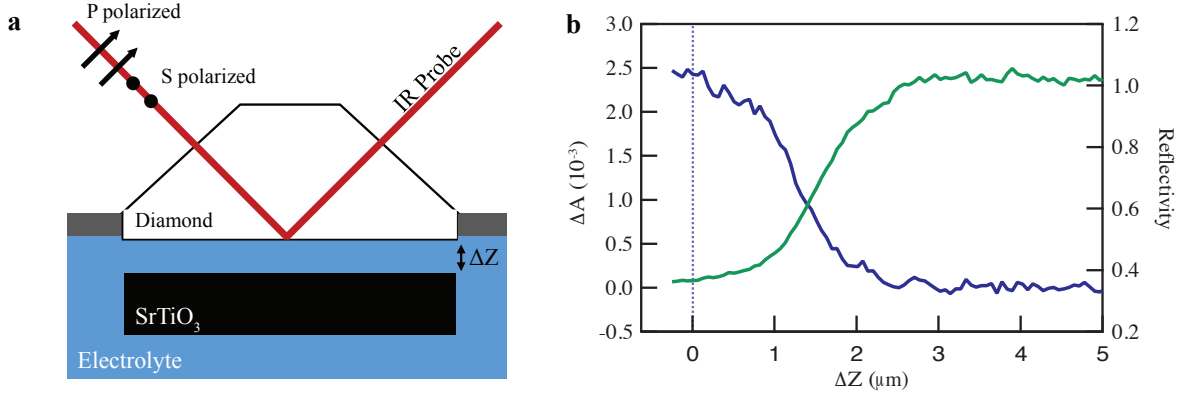 a
P polarized
S polarized
IR Probe
Diamond
ΔZ
SrTiO₃
Electrolyte
b
3.0
2.5
2.0
1.5
1.0
0.5
0.0
-0.5
ΔA (10⁻³)
1.2
1.0
0.8
0.6
0.4
0.2
Reflectivity
0 1 2 3 4 5
ΔZ (μm)